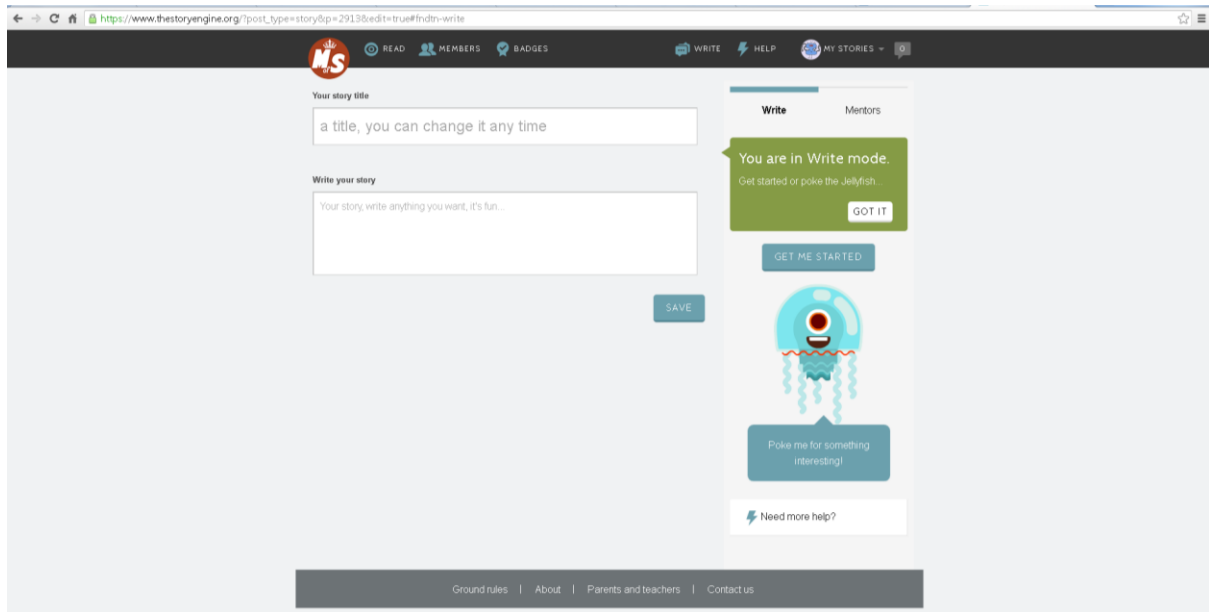 https://www.thestoryengine.org/?post_type=story&p=2913&edit=true#fndtn-write
M of S READ MEMBERS BADGES WRITE HELP MY STORIES 0
Your story title
a title, you can change it any time
Write your story
Your story, write anything you want, it's fun...
SAVE
Write Mentors
You are in Write mode.
Get started or poke the Jellyfish...
GOT IT
GET ME STARTED
Poke me for something
interesting!
Need more help?
Ground rules | About | Parents and teachers | Contact us